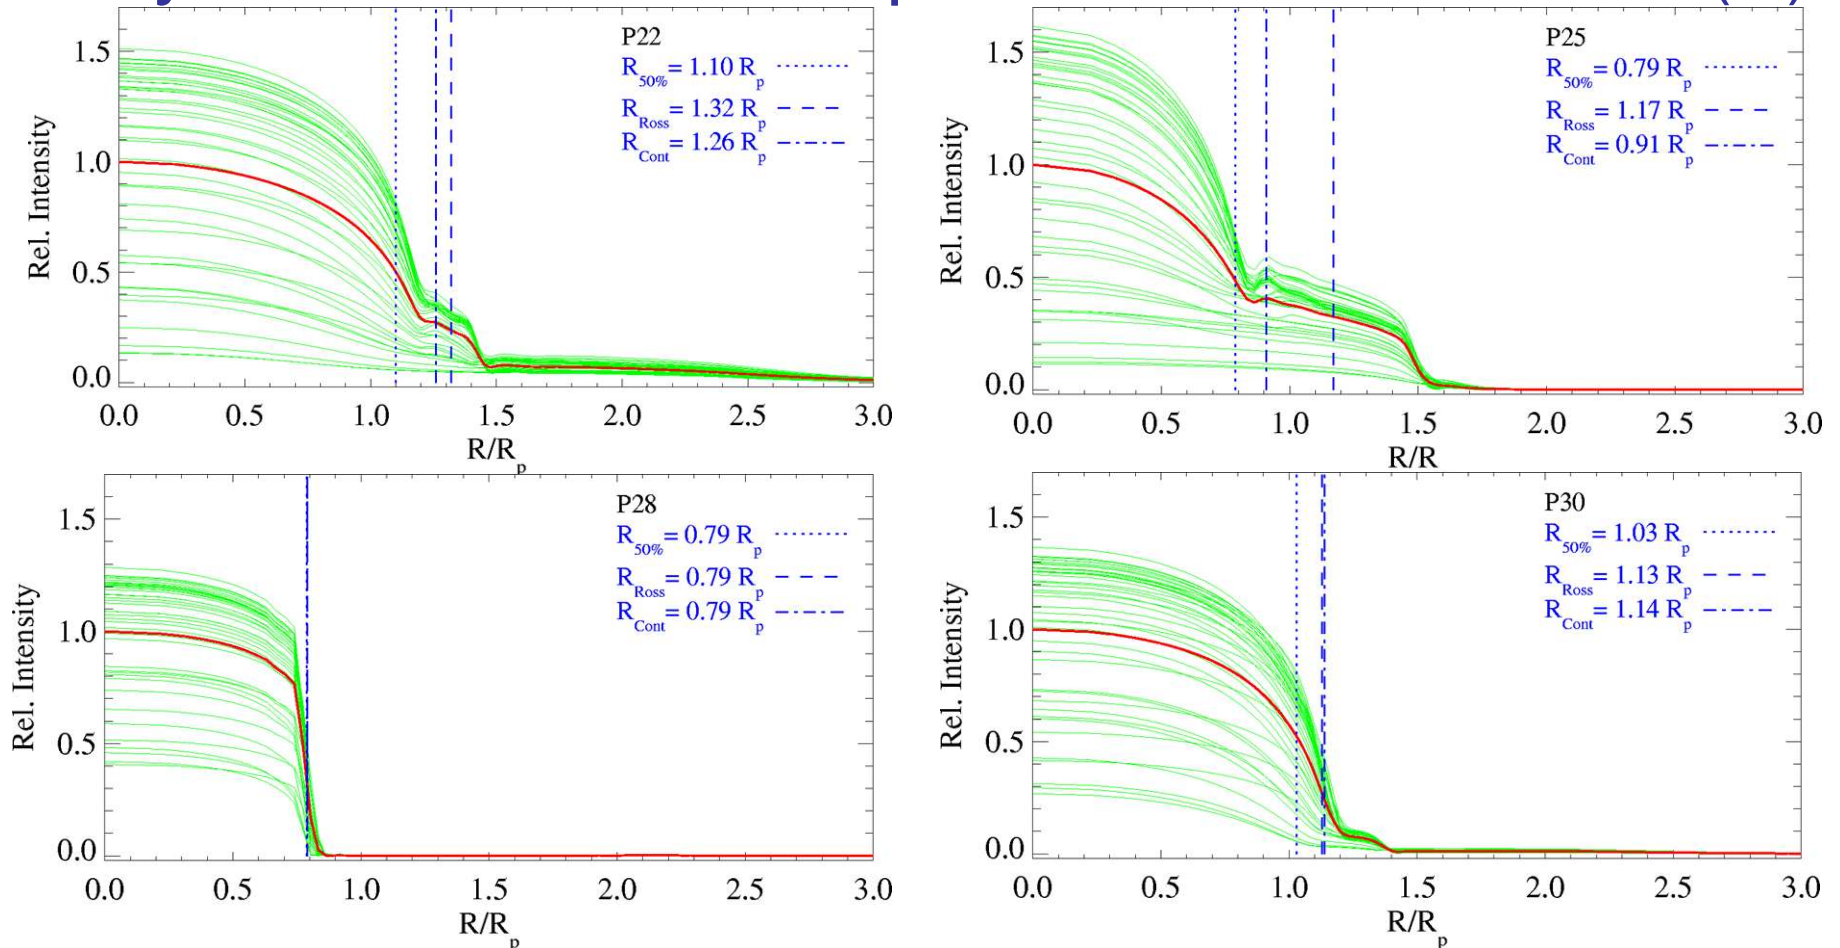 P22
R50% = 1.10 Rp
RRoss = 1.32 Rp
RCont = 1.26 Rp
Rel. Intensity
1.5
1.0
0.5
0.0
0.0 0.5 1.0 1.5 2.0 2.5 3.0
R/Rp
P25
R50% = 0.79 Rp
RRoss = 1.17 Rp
RCont = 0.91 Rp
Rel. Intensity
1.5
1.0
0.5
0.0
0.0 0.5 1.0 1.5 2.0 2.5 3.0
R/R
P28
R50% = 0.79 Rp
RRoss = 0.79 Rp
RCont = 0.79 Rp
Rel. Intensity
1.5
1.0
0.5
0.0
0.0 0.5 1.0 1.5 2.0 2.5 3.0
R/Rp
P30
R50% = 1.03 Rp
RRoss = 1.13 Rp
RCont = 1.14 Rp
Rel. Intensity
1.5
1.0
0.5
0.0
0.0 0.5 1.0 1.5 2.0 2.5 3.0
R/Rp